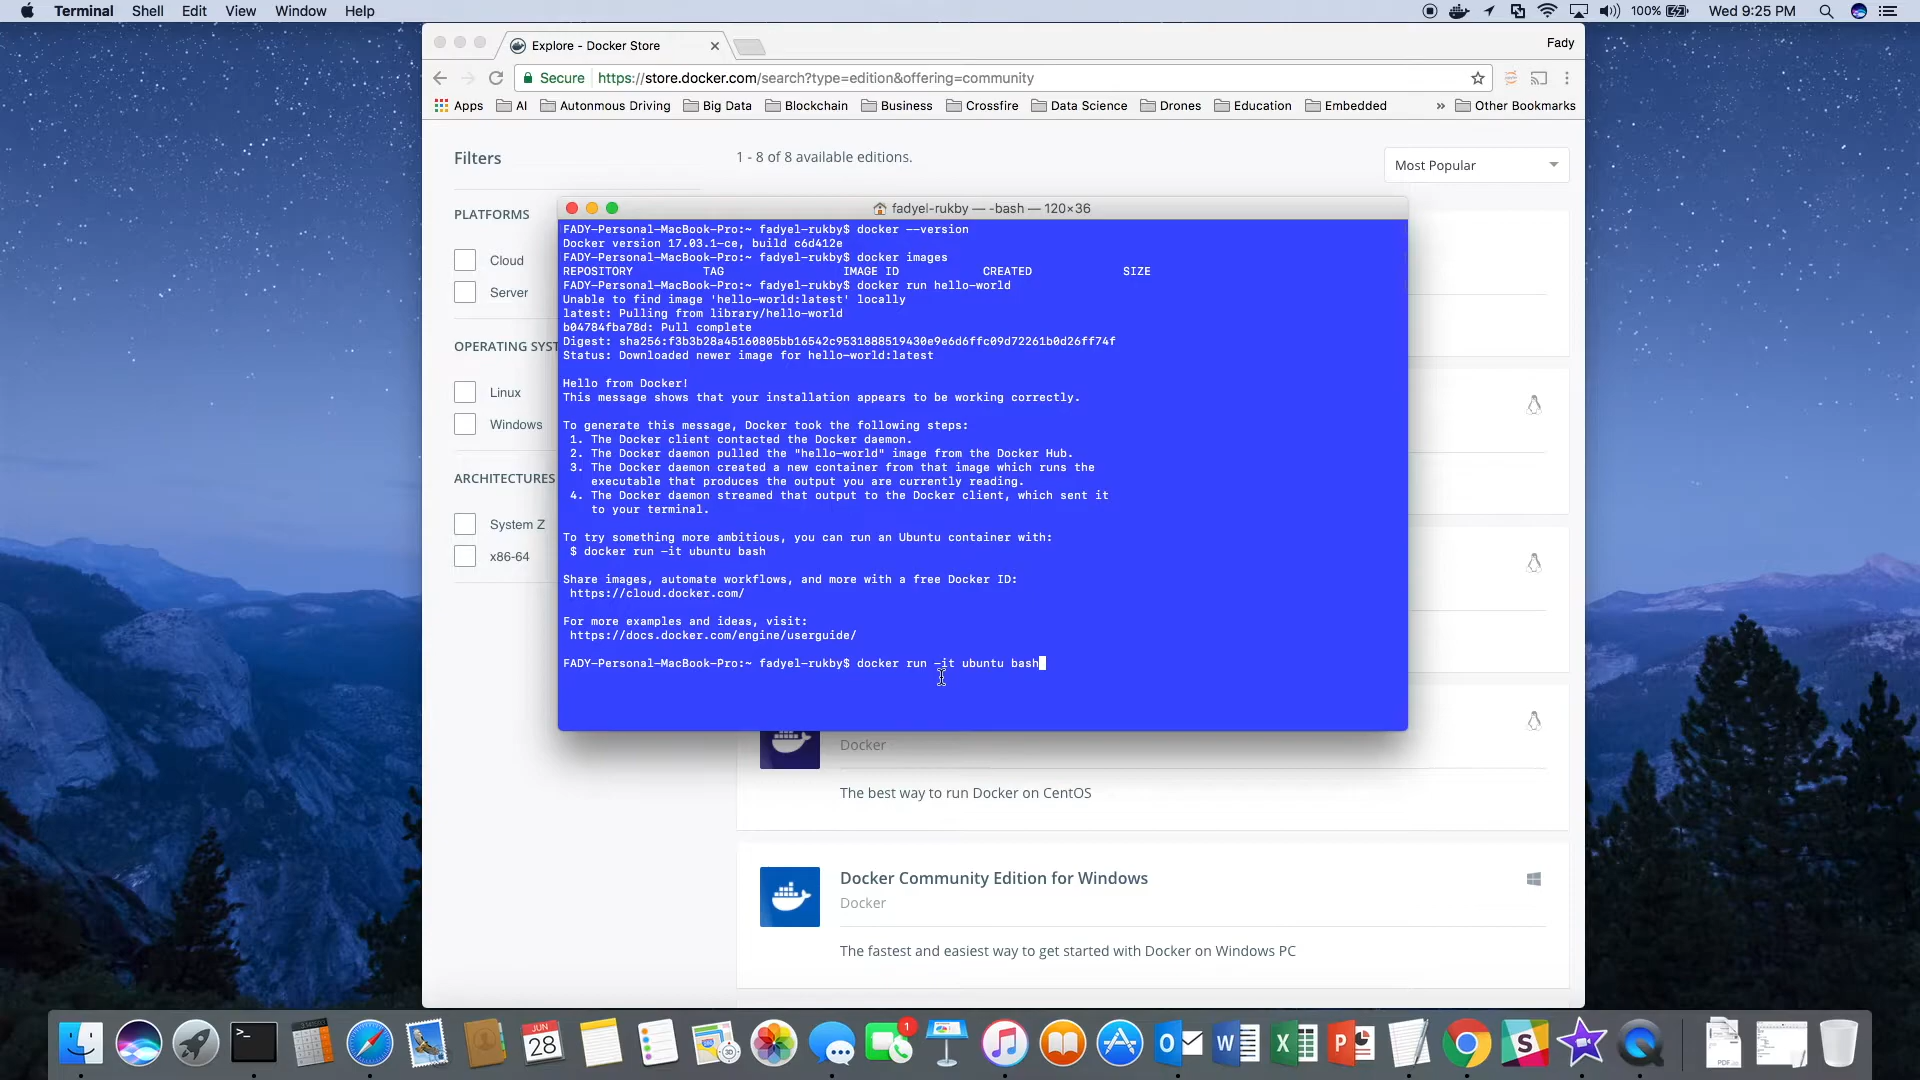 Terminal Shell Edit View Window Help 100% Wed 9:25 PM
Explore - Docker Store Fady
Secure https://store.docker.com/search?type=edition&offering=community
Apps AI Autonmous Driving Big Data Blockchain Business Crossfire Data Science Drones Education Embedded » Other Bookmarks
Filters 1 - 8 of 8 available editions.
Most Popular
PLATFORMS
Cloud
Server
OPERATING SYST
Linux
Windows
ARCHITECTURES
System Z
x86-64
fadyel-rukby — -bash — 120×36
FADY-Personal-MacBook-Pro:~ fadyel-rukby$ docker --version
Docker version 17.03.1-ce, build c6d412e
FADY-Personal-MacBook-Pro:~ fadyel-rukby$ docker images
REPOSITORY TAG IMAGE ID CREATED SIZE
FADY-Personal-MacBook-Pro:~ fadyel-rukby$ docker run hello-world
Unable to find image 'hello-world:latest' locally
latest: Pulling from library/hello-world
b04784fba78d: Pull complete
Digest: sha256:f3b3b28a45160805bb16542c9531888519430e9e6d6ffc09d72261b0d26ff74f
Status: Downloaded newer image for hello-world:latest
Hello from Docker!
This message shows that your installation appears to be working correctly.
To generate this message, Docker took the following steps:
1. The Docker client contacted the Docker daemon.
2. The Docker daemon pulled the "hello-world" image from the Docker Hub.
3. The Docker daemon created a new container from that image which runs the
executable that produces the output you are currently reading.
4. The Docker daemon streamed that output to the Docker client, which sent it
to your terminal.
To try something more ambitious, you can run an Ubuntu container with:
$ docker run -it ubuntu bash
Share images, automate workflows, and more with a free Docker ID:
https://cloud.docker.com/
For more examples and ideas, visit:
https://docs.docker.com/engine/userguide/
FADY-Personal-MacBook-Pro:~ fadyel-rukby$ docker run -it ubuntu bash
Docker
The best way to run Docker on CentOS
Docker Community Edition for Windows
Docker
The fastest and easiest way to get started with Docker on Windows PC
>_ JUN 28 3D 1 O W X P S PDF